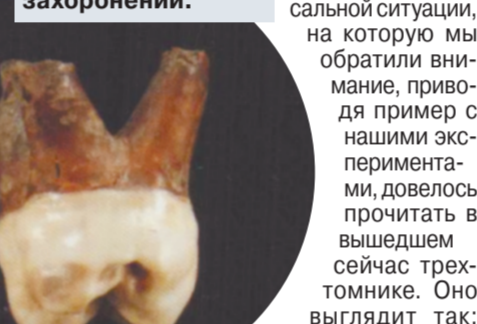 захоронений.
сальной ситуации,
на которую мы
обратили вни-
мание, приво-
дя пример с
нашими экс-
перимента-
ми, довелось
прочитать в
вышедшем
сейчас трех-
томнике. Оно
выглядит так: